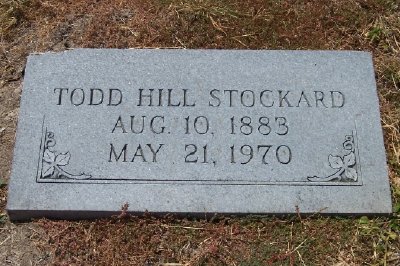 TODD HILL STOCKARD
AUG. 10, 1883
MAY 21, 1970